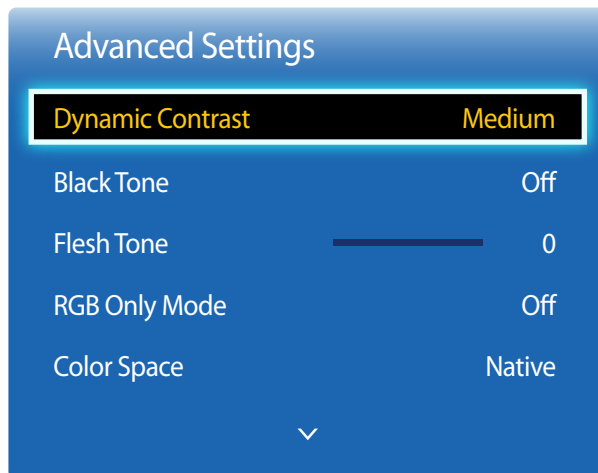 Advanced Settings
Dynamic Contrast Medium
Black Tone Off
Flesh Tone 0
RGB Only Mode Off
Color Space Native